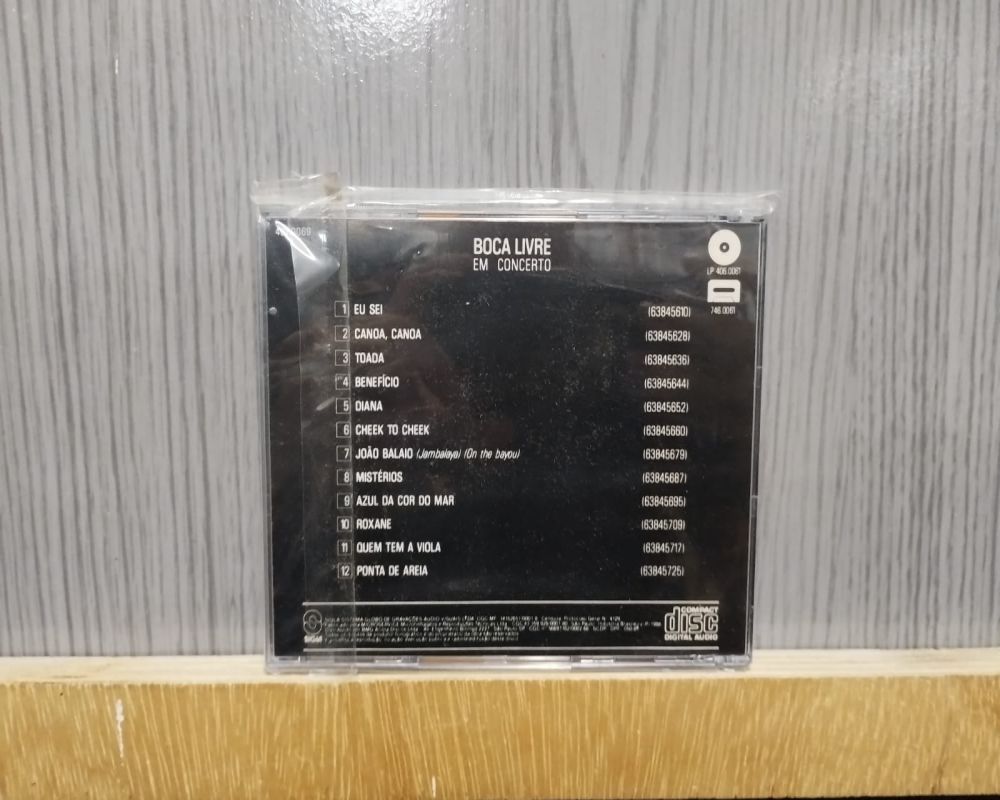 BOCA LIVRE
EM CONCERTO
LP 406.0061
746.0061
1 EU SEI (63845610)
2 CANOA, CANOA (63845628)
3 TOADA (63845636)
4 BENEFÍCIO (63845644)
5 DIANA (63845652)
6 CHEEK TO CHEEK (63845660)
7 JOÃO BALAIO (Jambalaya) (On the bayou) (63845679)
8 MISTÉRIOS (63845687)
9 AZUL DA COR DO MAR (63845695)
10 ROXANE (63845709)
11 QUEM TEM A VIOLA (63845717)
12 PONTA DE AREIA (63845725)
SIGLA
COMPACT
disc
DIGITAL AUDIO